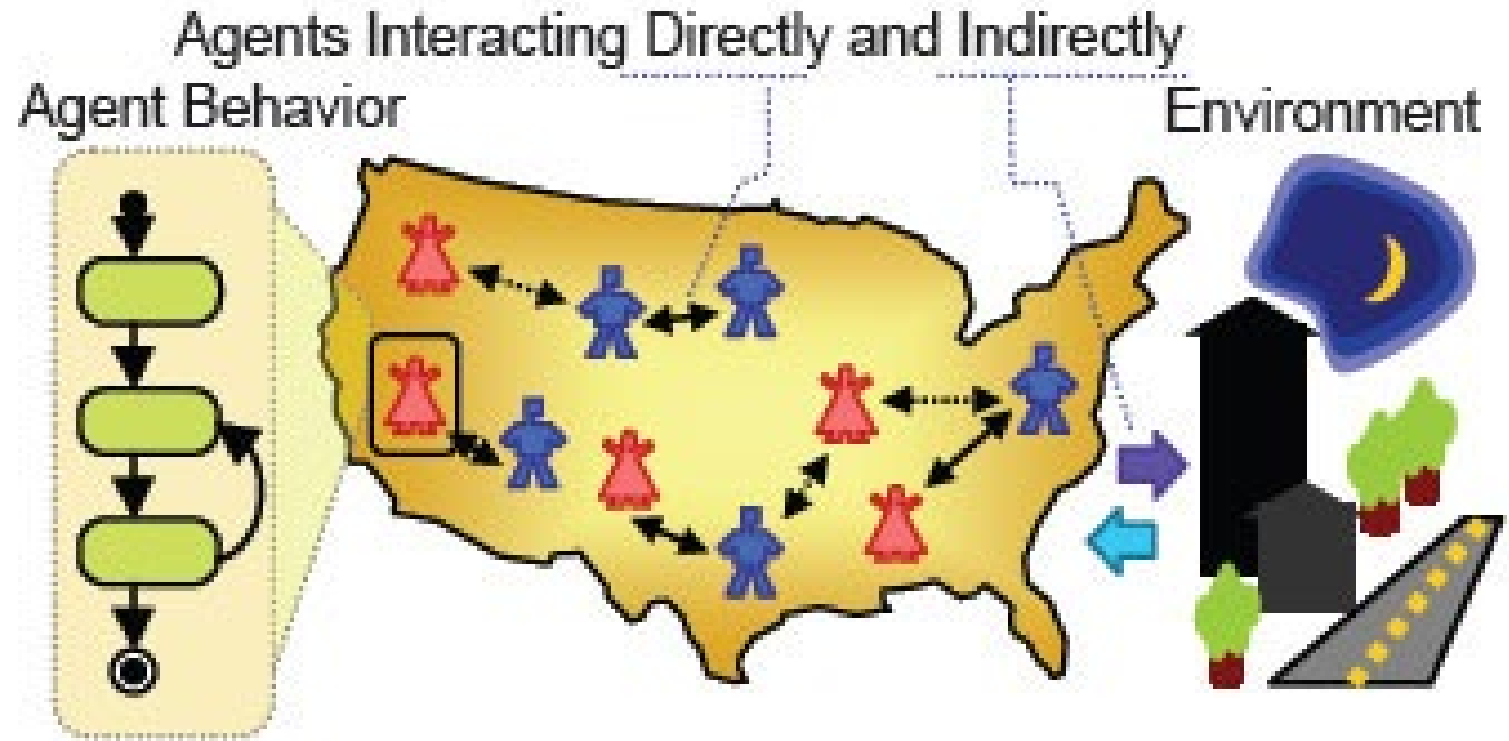 Agents Interacting Directly and Indirectly
Agent Behavior
Environment